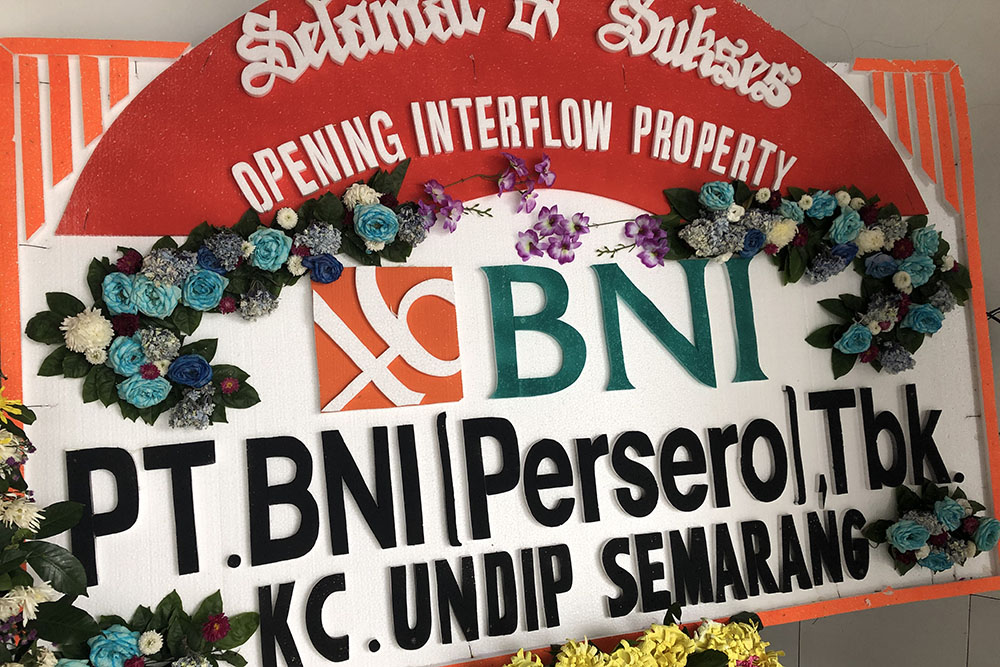 Selamat & Sukses
OPENING INTERFLOW PROPERTY
BNI
PT.BNI (Persero),Tbk.
KC.UNDIP SEMARANG